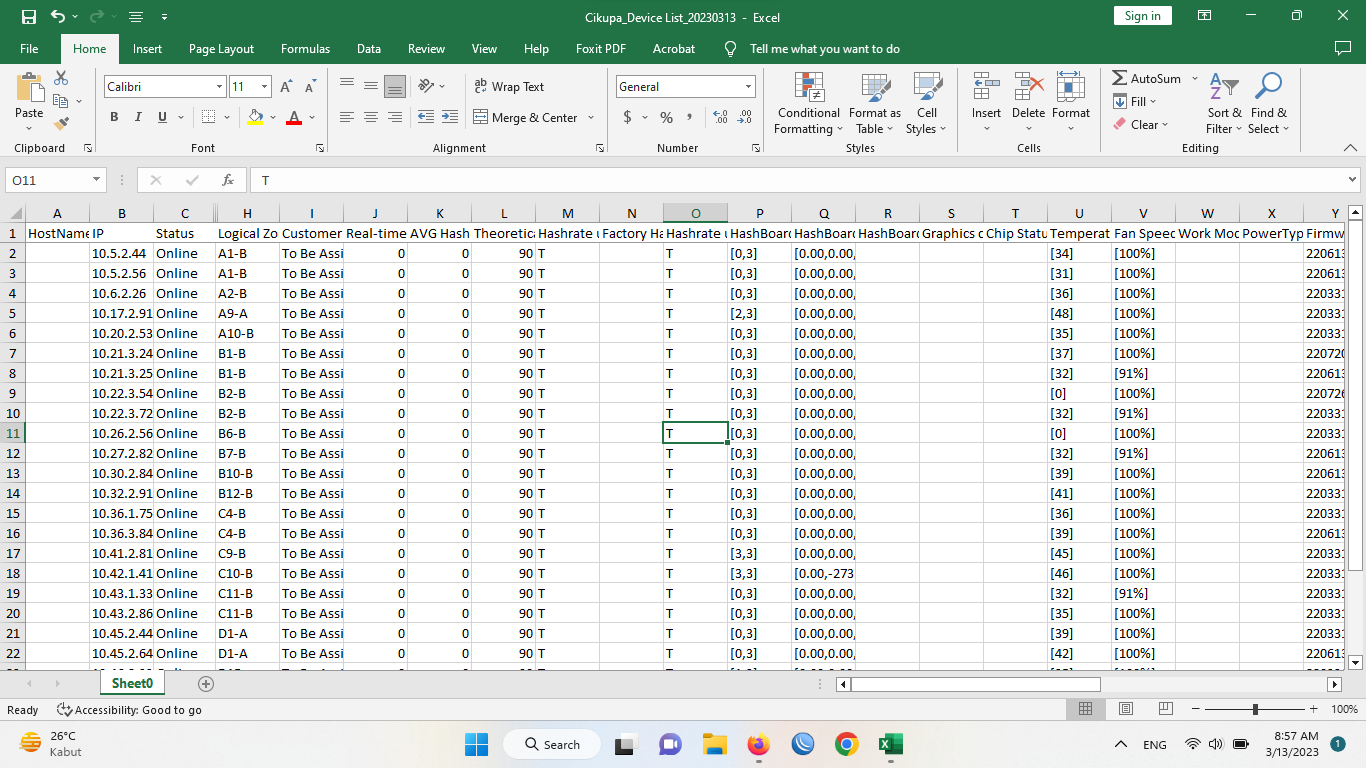 Cikupa_Device List_20230313 - Excel
Sign in
File Home Insert Page Layout Formulas Data Review View Help Foxit PDF Acrobat Tell me what you want to do
Paste
Clipboard
Calibri 11
B I U
Font
Wrap Text
Merge & Center
Alignment
General
$ % ,
Number
Conditional Formatting
Format as Table
Cell Styles
Styles
Insert Delete Format
Cells
AutoSum
Fill
Clear
Sort & Filter
Find & Select
Editing
O11 fx T
A B C H I J K L M N O P Q R S T U V W X Y
1 HostName IP Status Logical Zo Customer Real-time AVG Hash Theoretica Hashrate u Factory Ha Hashrate u HashBoard HashBoard HashBoard Graphics c Chip Statu Temperat Fan Speed Work Mod PowerTyp Firmw
2 10.5.2.44 Online A1-B To Be Assi 0 0 90 T T [0,3] [0.00,0.00, [34] [100%] 220613
3 10.5.2.56 Online A1-B To Be Assi 0 0 90 T T [0,3] [0.00,0.00, [31] [100%] 220613
4 10.6.2.26 Online A2-B To Be Assi 0 0 90 T T [0,3] [0.00,0.00, [36] [100%] 220331
5 10.17.2.91 Online A9-A To Be Assi 0 0 90 T T [2,3] [0.00,0.00, [48] [100%] 220331
6 10.20.2.53 Online A10-B To Be Assi 0 0 90 T T [0,3] [0.00,0.00, [35] [100%] 220331
7 10.21.3.24 Online B1-B To Be Assi 0 0 90 T T [0,3] [0.00,0.00, [37] [100%] 220720
8 10.21.3.25 Online B1-B To Be Assi 0 0 90 T T [0,3] [0.00,0.00, [32] [91%] 220613
9 10.22.3.54 Online B2-B To Be Assi 0 0 90 T T [0,3] [0.00,0.00, [0] [100%] 220726
10 10.22.3.72 Online B2-B To Be Assi 0 0 90 T T [0,3] [0.00,0.00, [32] [91%] 220331
11 10.26.2.56 Online B6-B To Be Assi 0 0 90 T T [0,3] [0.00,0.00, [0] [100%] 220331
12 10.27.2.82 Online B7-B To Be Assi 0 0 90 T T [0,3] [0.00,0.00, [32] [91%] 220613
13 10.30.2.84 Online B10-B To Be Assi 0 0 90 T T [0,3] [0.00,0.00, [39] [100%] 220613
14 10.32.2.91 Online B12-B To Be Assi 0 0 90 T T [0,3] [0.00,0.00, [41] [100%] 220331
15 10.36.1.75 Online C4-B To Be Assi 0 0 90 T T [0,3] [0.00,0.00, [36] [100%] 220331
16 10.36.3.84 Online C4-B To Be Assi 0 0 90 T T [0,3] [0.00,0.00, [39] [100%] 220613
17 10.41.2.81 Online C9-B To Be Assi 0 0 90 T T [3,3] [0.00,0.00, [45] [100%] 220331
18 10.42.1.41 Online C10-B To Be Assi 0 0 90 T T [3,3] [0.00,-273 [46] [100%] 220331
19 10.43.1.33 Online C11-B To Be Assi 0 0 90 T T [0,3] [0.00,0.00, [32] [91%] 220331
20 10.43.2.86 Online C11-B To Be Assi 0 0 90 T T [0,3] [0.00,0.00, [35] [100%] 220331
21 10.45.2.44 Online D1-A To Be Assi 0 0 90 T T [0,3] [0.00,0.00, [39] [100%] 220331
22 10.45.2.64 Online D1-A To Be Assi 0 0 90 T T [0,3] [0.00,0.00, [42] [100%] 220613
Sheet0
Ready Accessibility: Good to go 100%
26°C
Kabut
Search
ENG
8:57 AM
3/13/2023
1